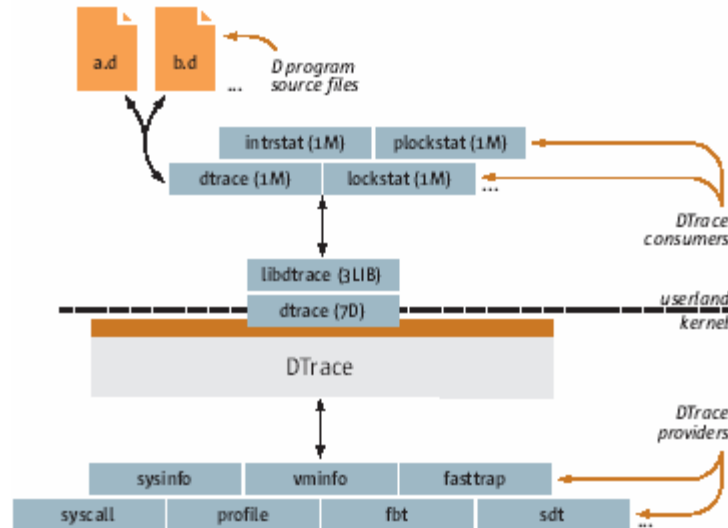 a.d b.d ...
D program
source files
intrstat (1M) plockstat (1M)
dtrace (1M) lockstat (1M) ...
DTrace
consumers
libdtrace (3LIB)
userland
dtrace (7D)
kernel
DTrace
DTrace
providers
sysinfo vminfo fasttrap
syscall profile fbt sdt ...